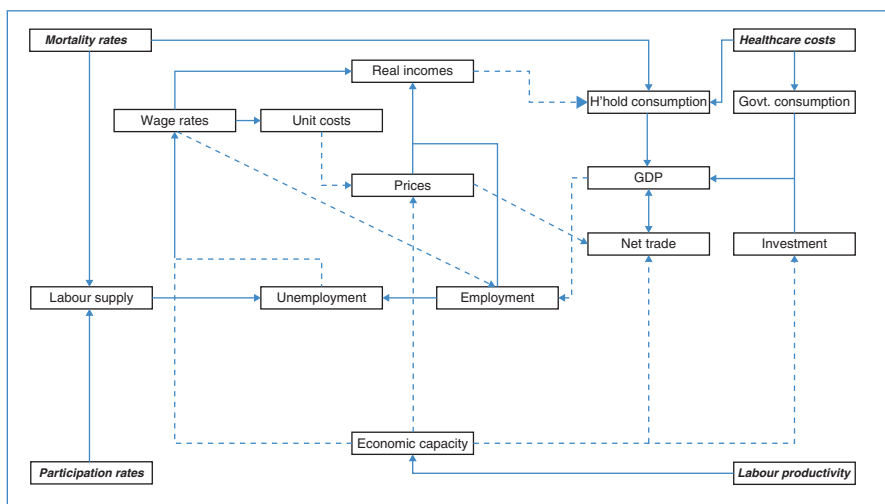 Mortality rates
Healthcare costs
Real incomes
H'hold consumption
Govt. consumption
Wage rates
Unit costs
Prices
GDP
Net trade
Investment
Labour supply
Unemployment
Employment
Economic capacity
Participation rates
Labour productivity